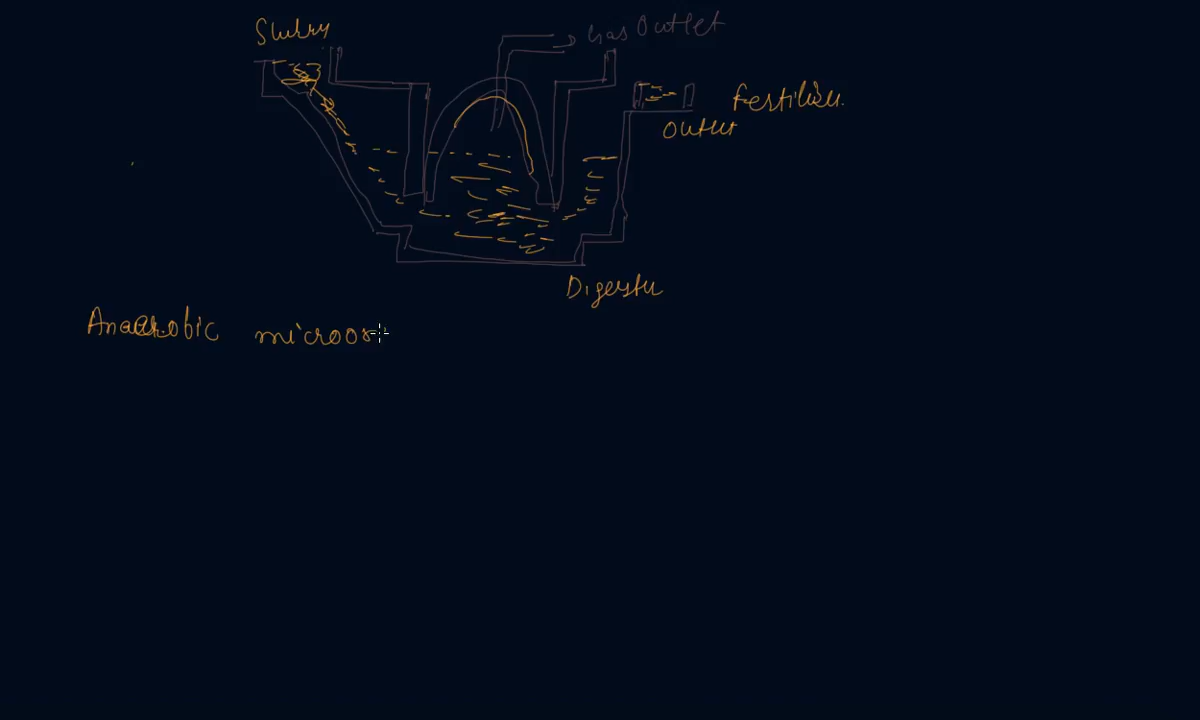 Slurry
Gas Outlet
Fertilizer.
Outlet
Digester
Anaerobic microor